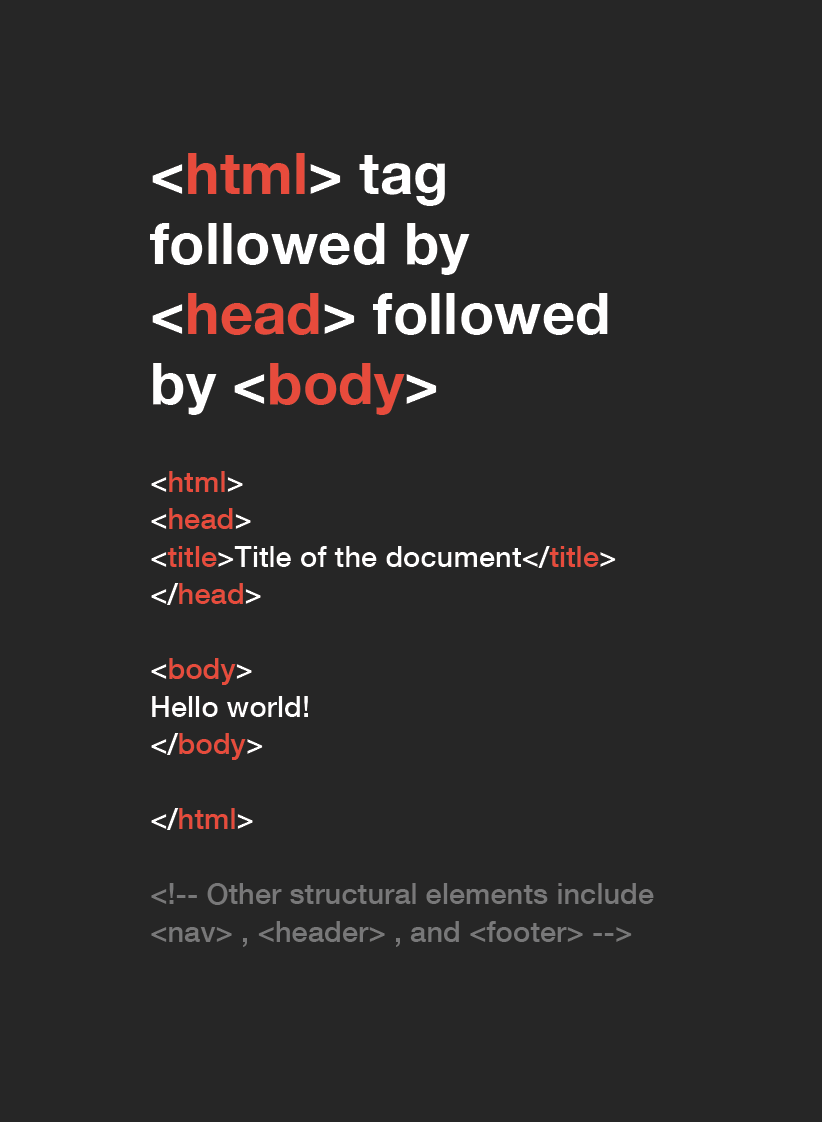 <html> tag
followed by
<head> followed
by <body>
<html>
<head>
<title>Title of the document</title>
</head>
<body>
Hello world!
</body>
</html>
<!-- Other structural elements include
<nav> , <header> , and <footer> -->